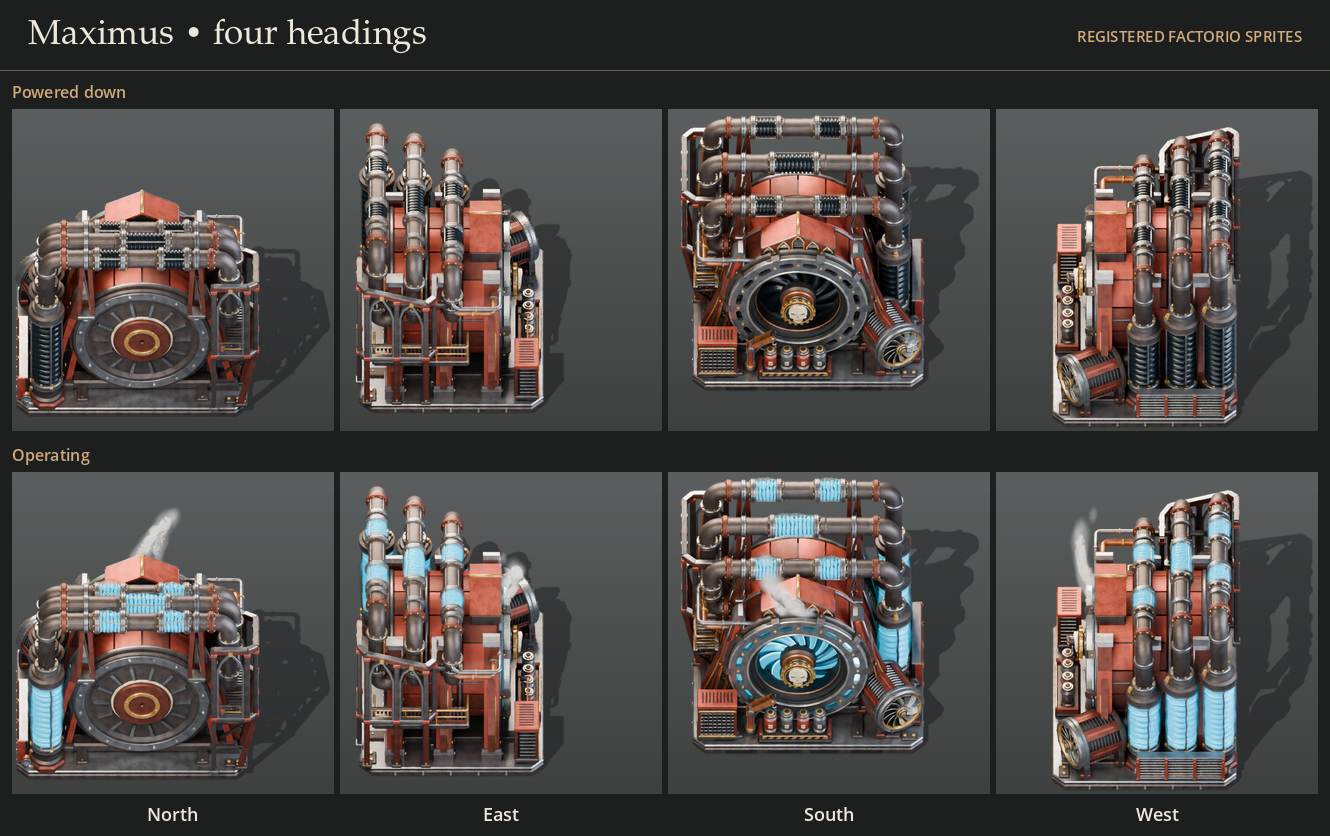 Maximus • four headings
REGISTERED FACTORIO SPRITES
Powered down
Operating
North
East
South
West